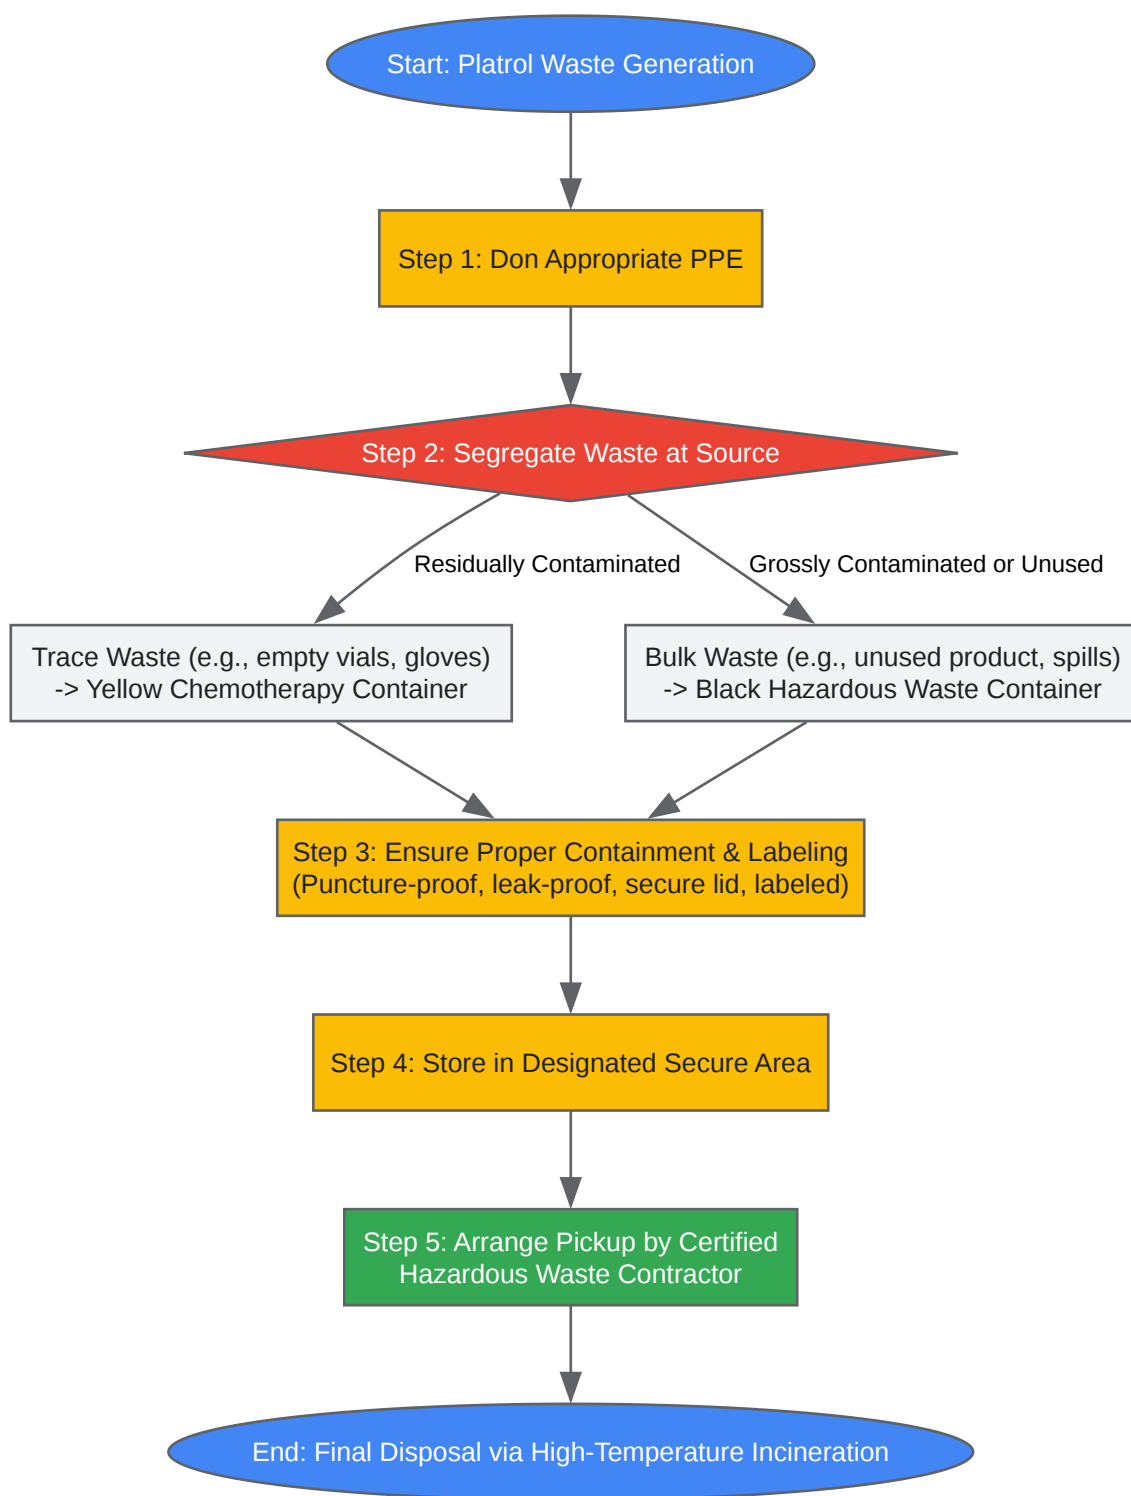 Start: Platrol Waste Generation
Step 1: Don Appropriate PPE
Step 2: Segregate Waste at Source
Residually Contaminated
Grossly Contaminated or Unused
Trace Waste (e.g., empty vials, gloves)
-> Yellow Chemotherapy Container
Bulk Waste (e.g., unused product, spills)
-> Black Hazardous Waste Container
Step 3: Ensure Proper Containment & Labeling
(Puncture-proof, leak-proof, secure lid, labeled)
Step 4: Store in Designated Secure Area
Step 5: Arrange Pickup by Certified
Hazardous Waste Contractor
End: Final Disposal via High-Temperature Incineration